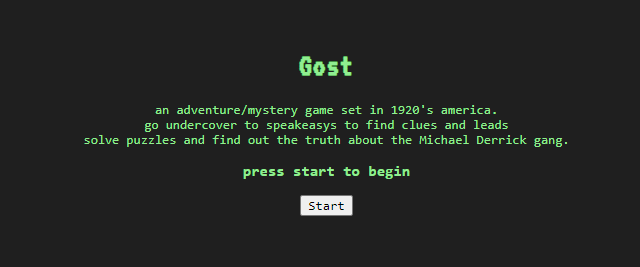 Gost
an adventure/mystery game set in 1920's america.
go undercover to speakeasys to find clues and leads
solve puzzles and find out the truth about the Michael Derrick gang.
press start to begin
Start